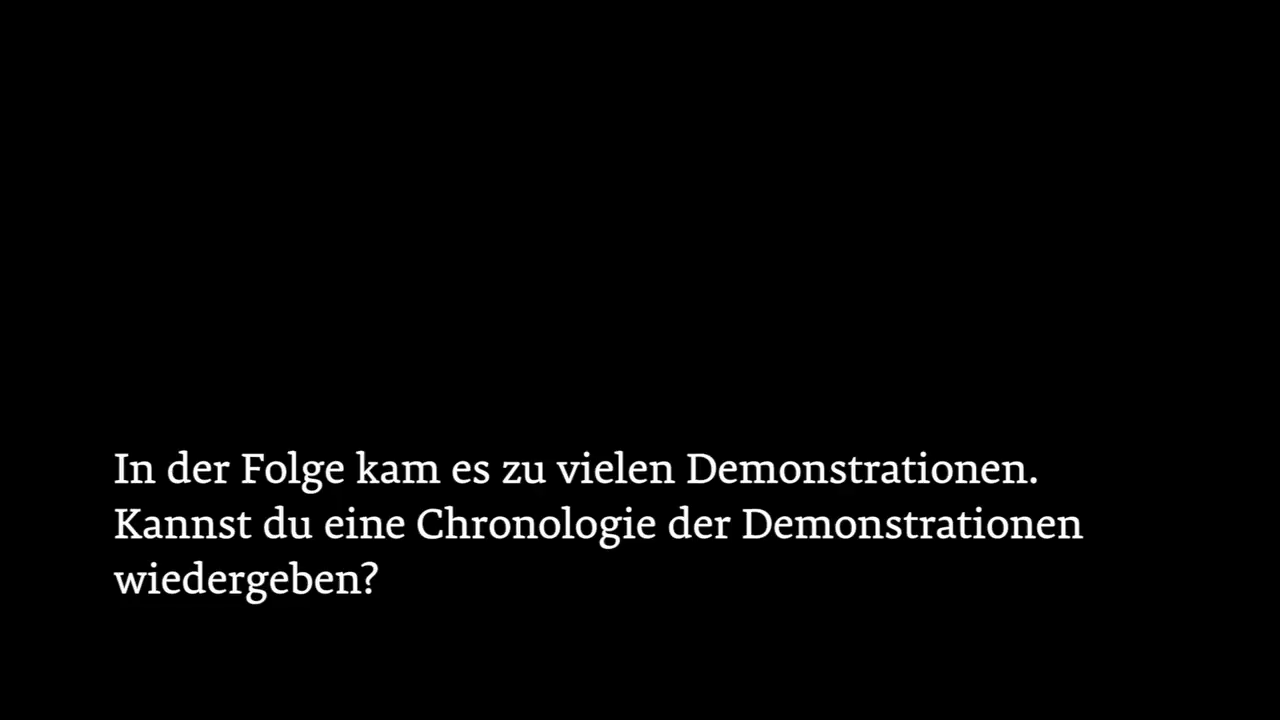 In der Folge kam es zu vielen Demonstrationen.
Kannst du eine Chronologie der Demonstrationen
wiedergeben?